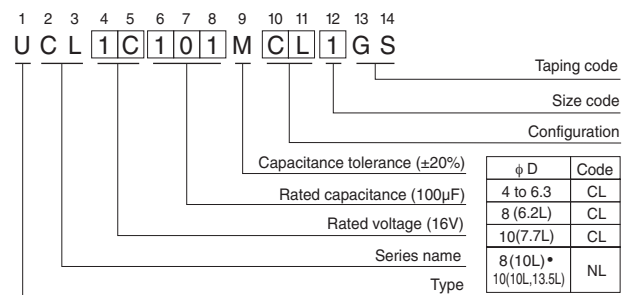 1 2 3 4 5 6 7 8 9 10 11 12 13 14
U C L 1 C 1 0 1 M C L 1 G S
Taping code
Size code
Configuration
Capacitance tolerance (±20%)
Rated capacitance (100µF)
Rated voltage (16V)
Series name
Type
ϕ D Code
4 to 6.3 CL
8 (6.2L) CL
10(7.7L) CL
8(10L)• NL
10(10L,13.5L)